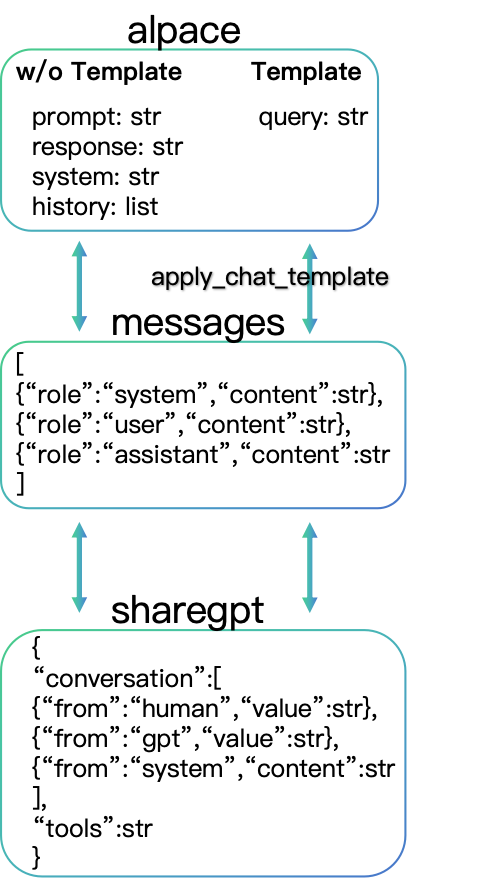 alpace
w/o Template Template
prompt: str query: str
response: str
system: str
history: list
apply_chat_template
messages
[
{“role”:“system”,“content”:str},
{“role”:“user”,“content”:str},
{“role”:“assistant”,“content”:str
]
sharegpt
{
“conversation”:[
{“from”:“human”,“value”:str},
{“from”:“gpt”,“value”:str},
{“from”:“system”,“content”:str
],
“tools”:str
}